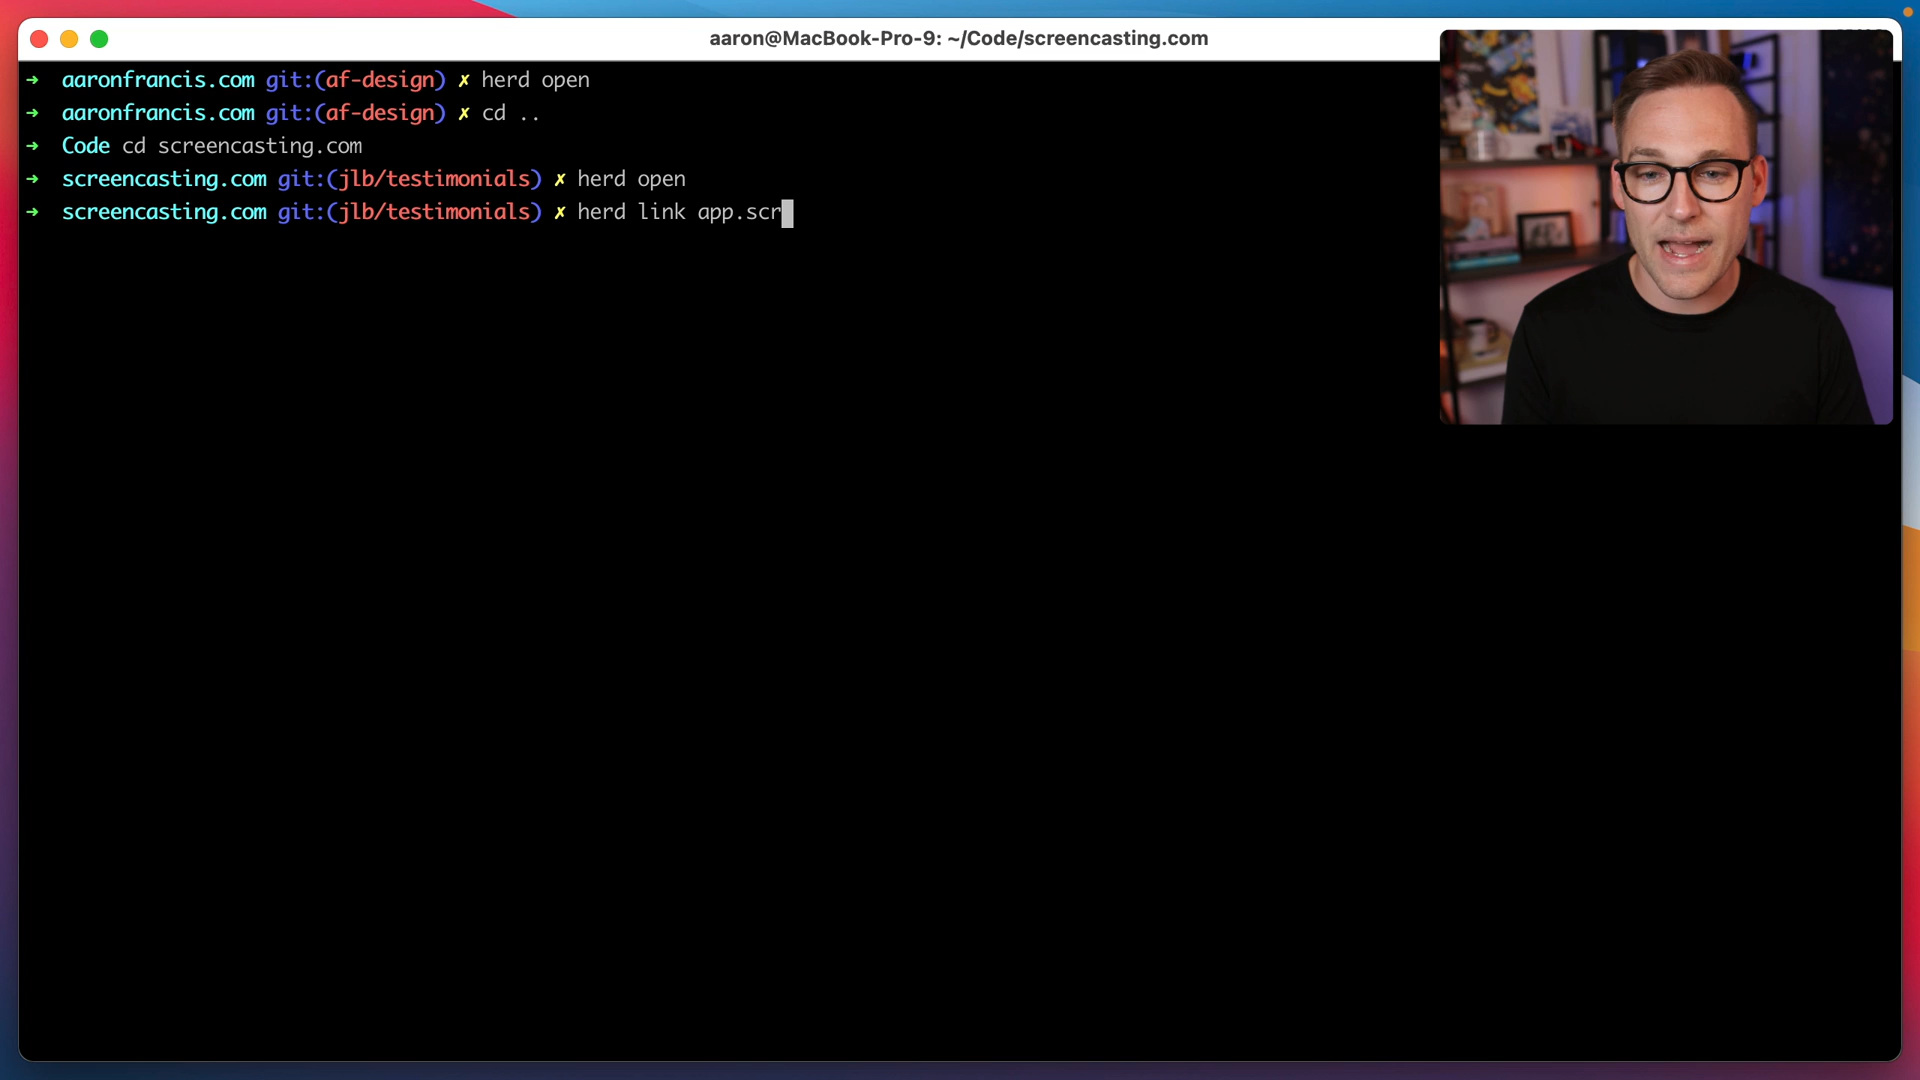 aaron@MacBook-Pro-9: ~/Code/screencasting.com
➜ aaronfrancis.com git:(af-design) ✗ herd open
➜ aaronfrancis.com git:(af-design) ✗ cd ..
➜ Code cd screencasting.com
➜ screencasting.com git:(jlb/testimonials) ✗ herd open
➜ screencasting.com git:(jlb/testimonials) ✗ herd link app.scr